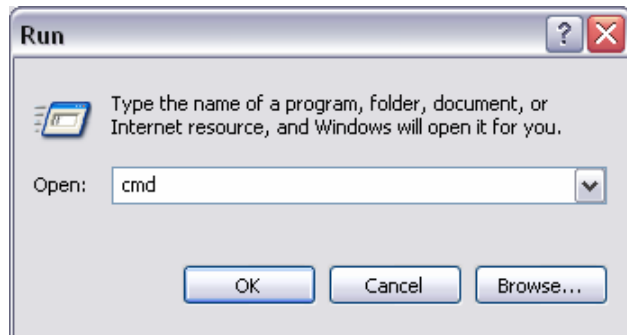 Run
Type the name of a program, folder, document, or
Internet resource, and Windows will open it for you.
Open: cmd
OK Cancel Browse...